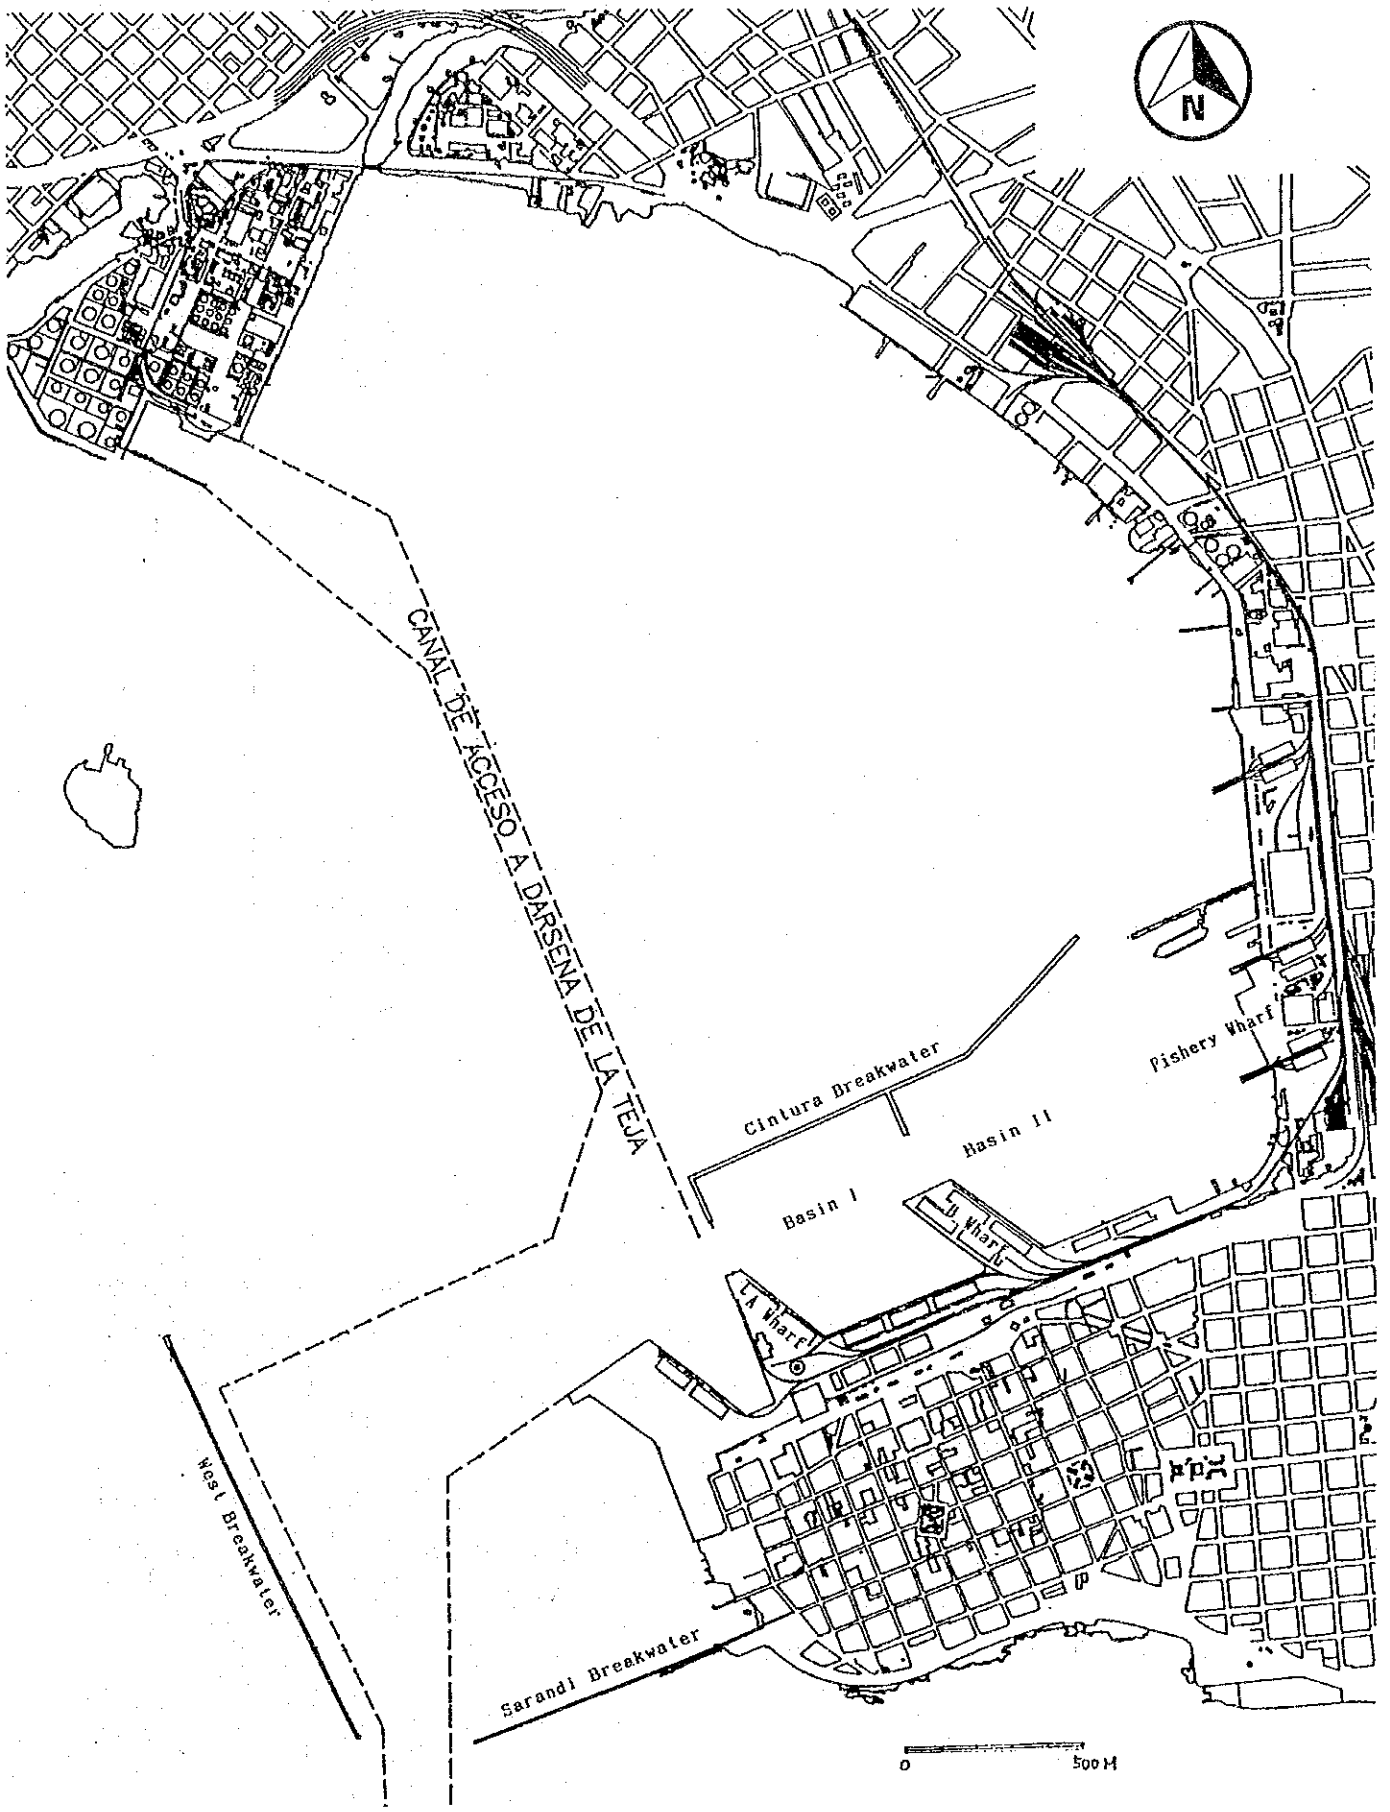 N
CANAL DE ACCESO A DARSENA DE LA TEJA
Cintura Breakwater
Fishery Wharf
Basin II
Basin I
B Wharf
LA Wharf
West Breakwater
Sarandi Breakwater
0 500M